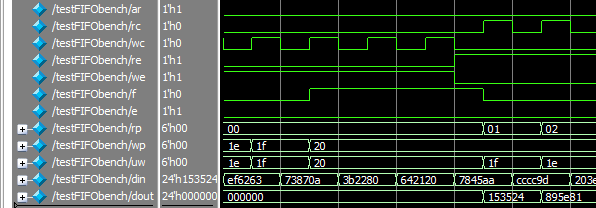 /testFIFObench/ar 1'h1
/testFIFObench/rc 1'h0
/testFIFObench/wc 1'h0
/testFIFObench/re 1'h1
/testFIFObench/we 1'h1
/testFIFObench/f 1'h0
/testFIFObench/e 1'h1
/testFIFObench/rp 6'h00 00 01 02
/testFIFObench/wp 6'h00 1e 1f 20
/testFIFObench/uw 6'h00 1e 1f 20 1f 1e
/testFIFObench/din 24'h153524 ef6263 73870a 3b2280 642120 7845aa cccc9d 203e
/testFIFObench/dout 24'h000000 000000 153524 895e81